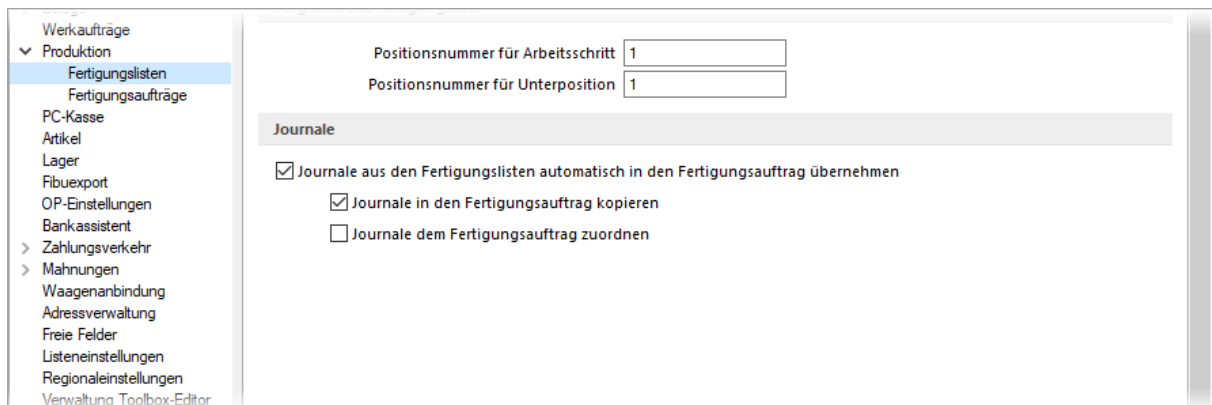 Werkaufträge
Produktion
Fertigungslisten
Fertigungsaufträge
PC-Kasse
Artikel
Lager
Fibuexport
OP-Einstellungen
Bankassistent
Zahlungsverkehr
Mahnungen
Waagenanbindung
Adressverwaltung
Freie Felder
Listeneinstellungen
Regionaleinstellungen
Verwaltung Toolbox-Editor
Positionsnummer für Arbeitsschritt 1
Positionsnummer für Unterposition 1
Journale
Journale aus den Fertigungslisten automatisch in den Fertigungsauftrag übernehmen
Journale in den Fertigungsauftrag kopieren
Journale dem Fertigungsauftrag zuordnen